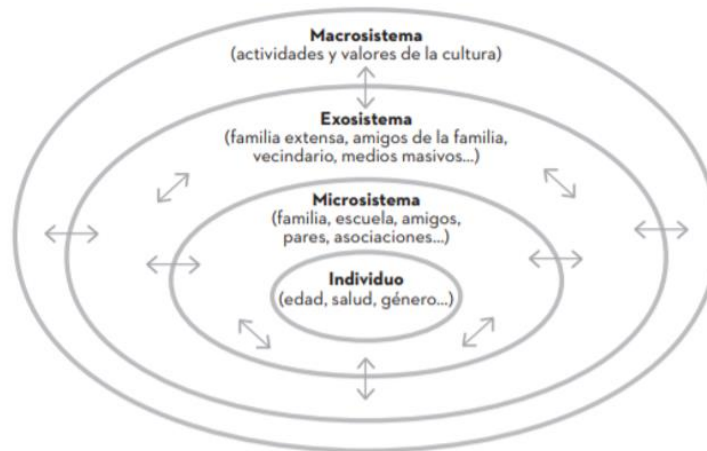 Macrosistema
(actividades y valores de la cultura)
Exosistema
(familia extensa, amigos de la familia,
vecindario, medios masivos...)
Microsistema
(familia, escuela, amigos,
pares, asociaciones...)
Individuo
(edad, salud, género...)